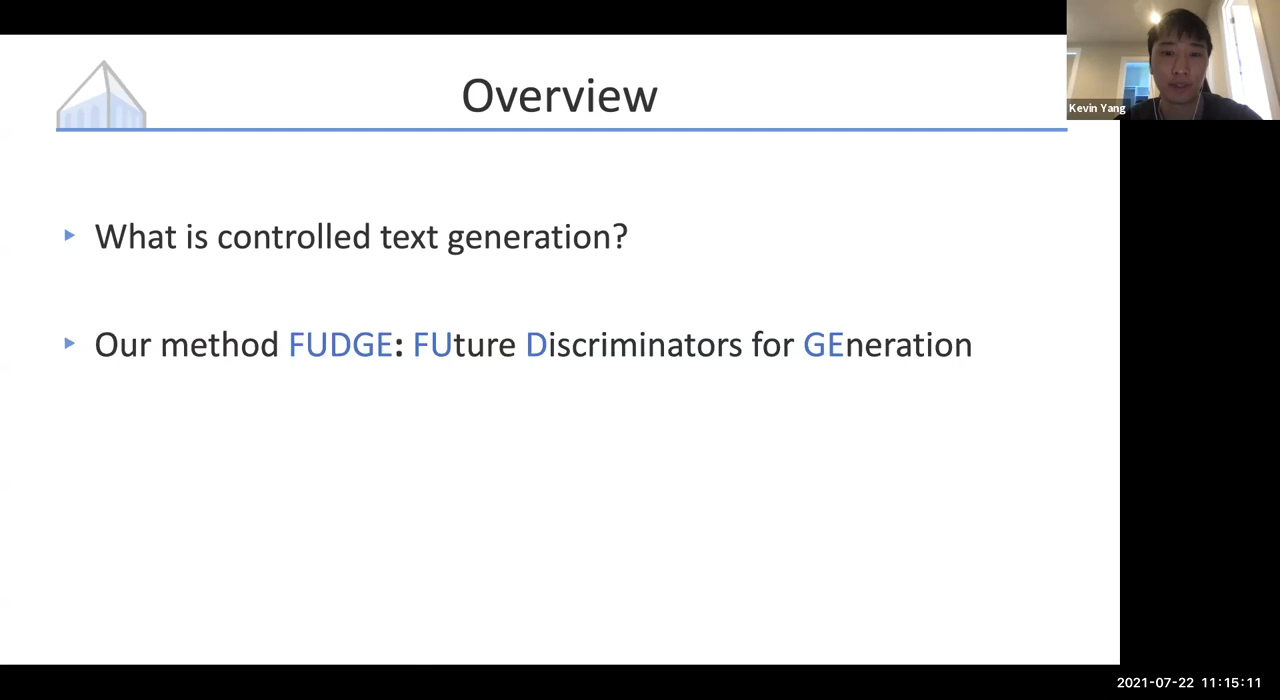 Overview
Kevin Yang
‣ What is controlled text generation?
‣ Our method FUDGE: FUture Discriminators for GEneration
2021-07-22 11:15:11